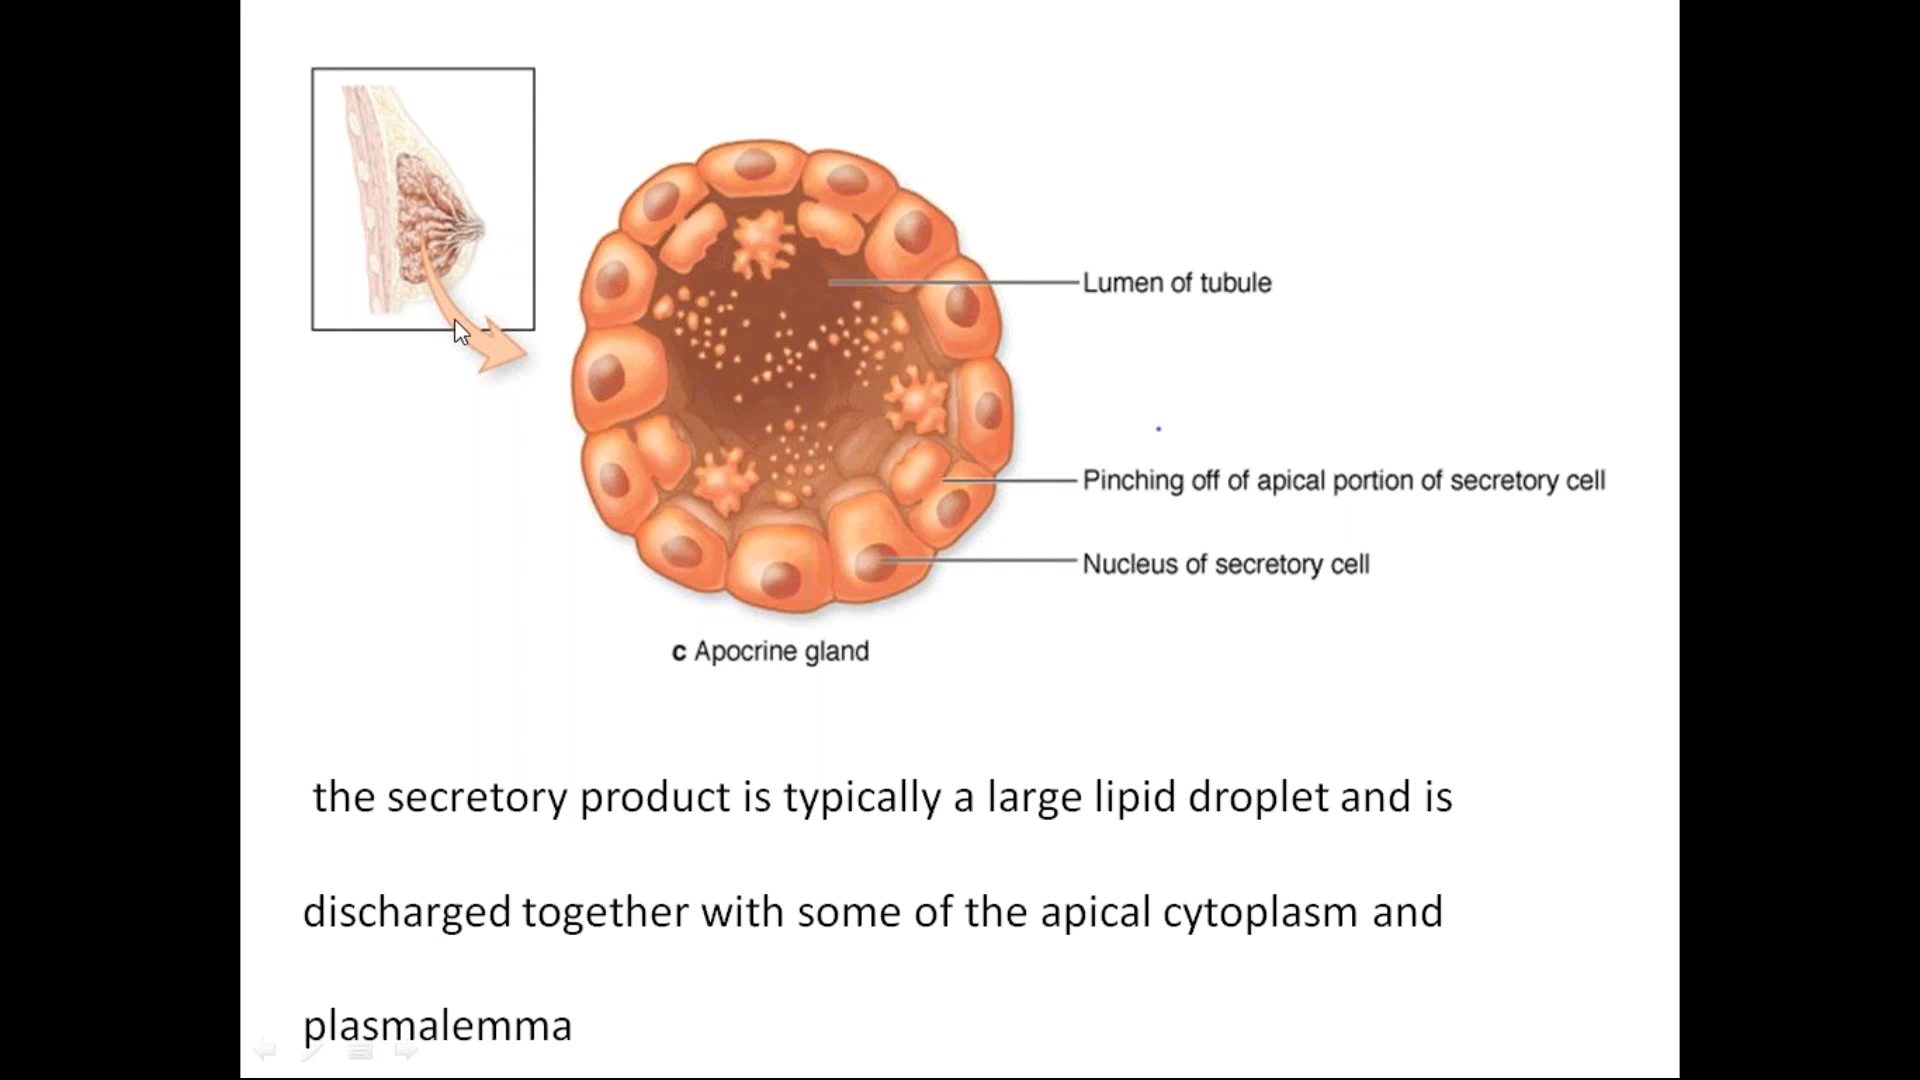 Lumen of tubule
Pinching off of apical portion of secretory cell
Nucleus of secretory cell
c Apocrine gland
the secretory product is typically a large lipid droplet and is
discharged together with some of the apical cytoplasm and
plasmalemma